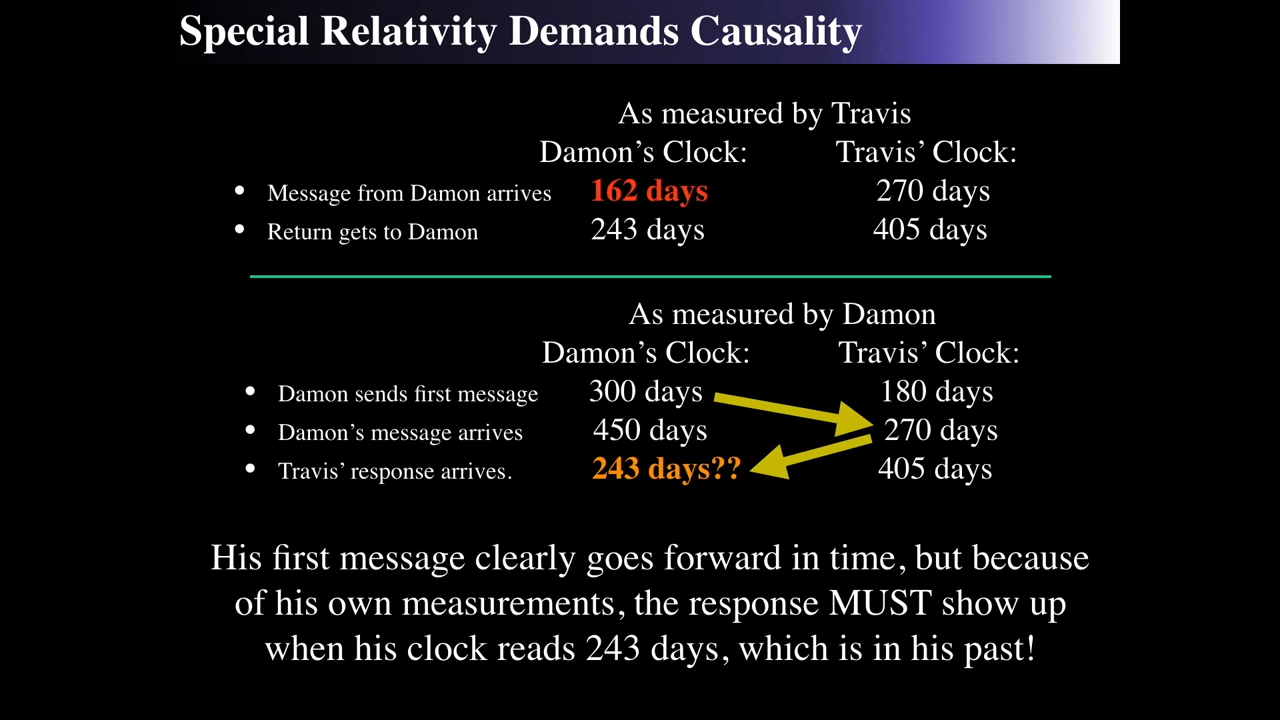 Special Relativity Demands Causality
As measured by Travis
Damon’s Clock: Travis’ Clock:
• Message from Damon arrives 162 days 270 days
• Return gets to Damon 243 days 405 days
As measured by Damon
Damon’s Clock: Travis’ Clock:
• Damon sends first message 300 days 180 days
• Damon’s message arrives 450 days 270 days
• Travis’ response arrives. 243 days?? 405 days
His first message clearly goes forward in time, but because
of his own measurements, the response MUST show up
when his clock reads 243 days, which is in his past!